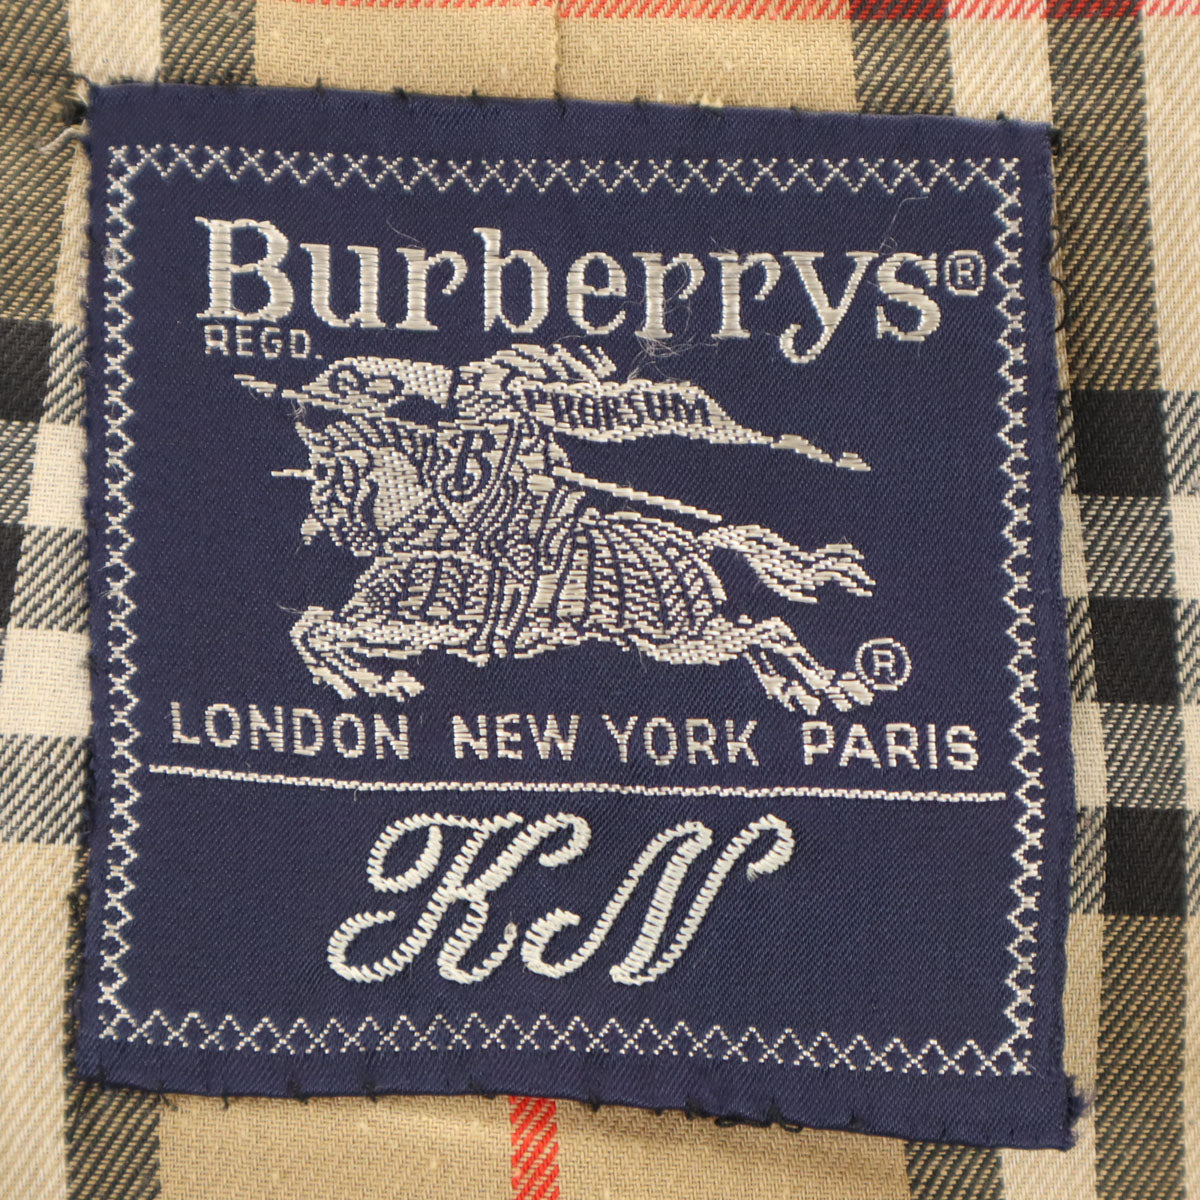 Burberrys®
REGD.
PRORSUM
®
LONDON NEW YORK PARIS
KN